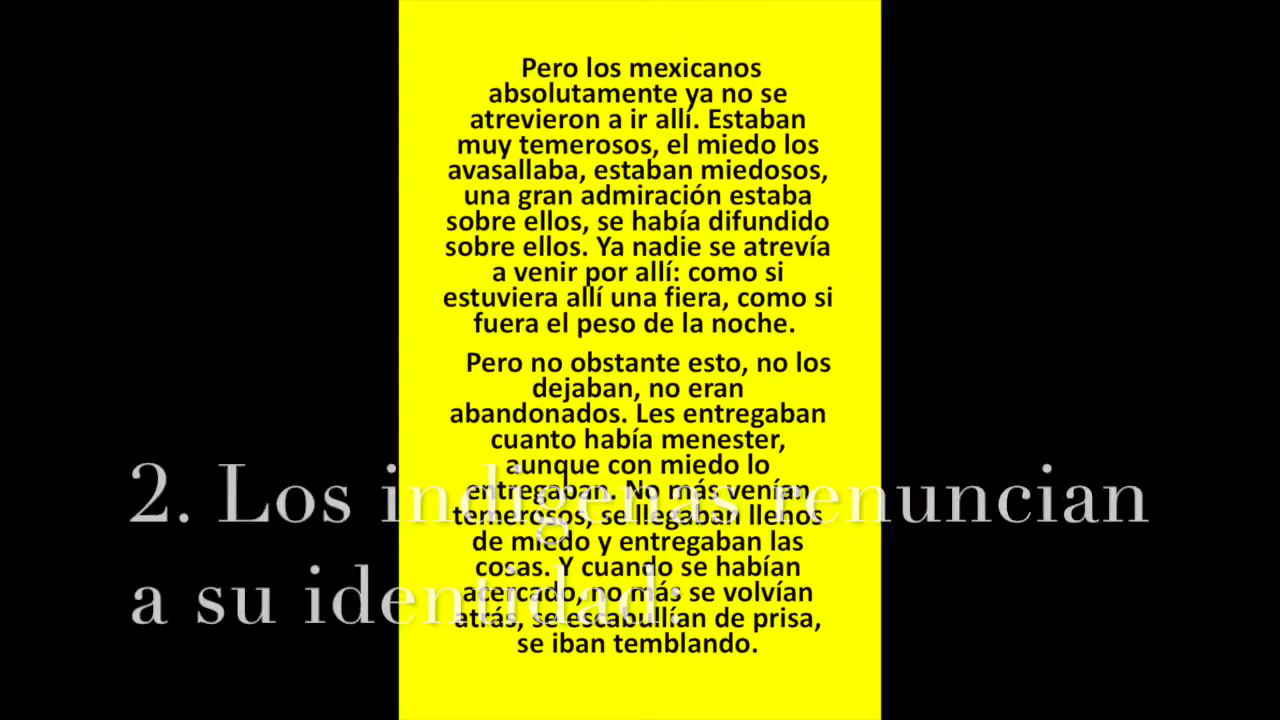 Pero los mexicanos
absolutamente ya no se
atrevieron a ir allí. Estaban
muy temerosos, el miedo los
avasallaba, estaban miedosos,
una gran admiración estaba
sobre ellos, se había difundido
sobre ellos. Ya nadie se atrevía
a venir por allí: como si
estuviera allí una fiera, como si
fuera el peso de la noche.
Pero no obstante esto, no los
dejaban, no eran
abandonados. Les entregaban
cuanto había menester,
aunque con miedo lo
entregaban. No más venían
temerosos, se llegaban llenos
de miedo y entregaban las
cosas. Y cuando se habían
acercado, no más se volvían
atrás, se escabullían de prisa,
se iban temblando.
2. Los indígenas renuncian
a su identidad: